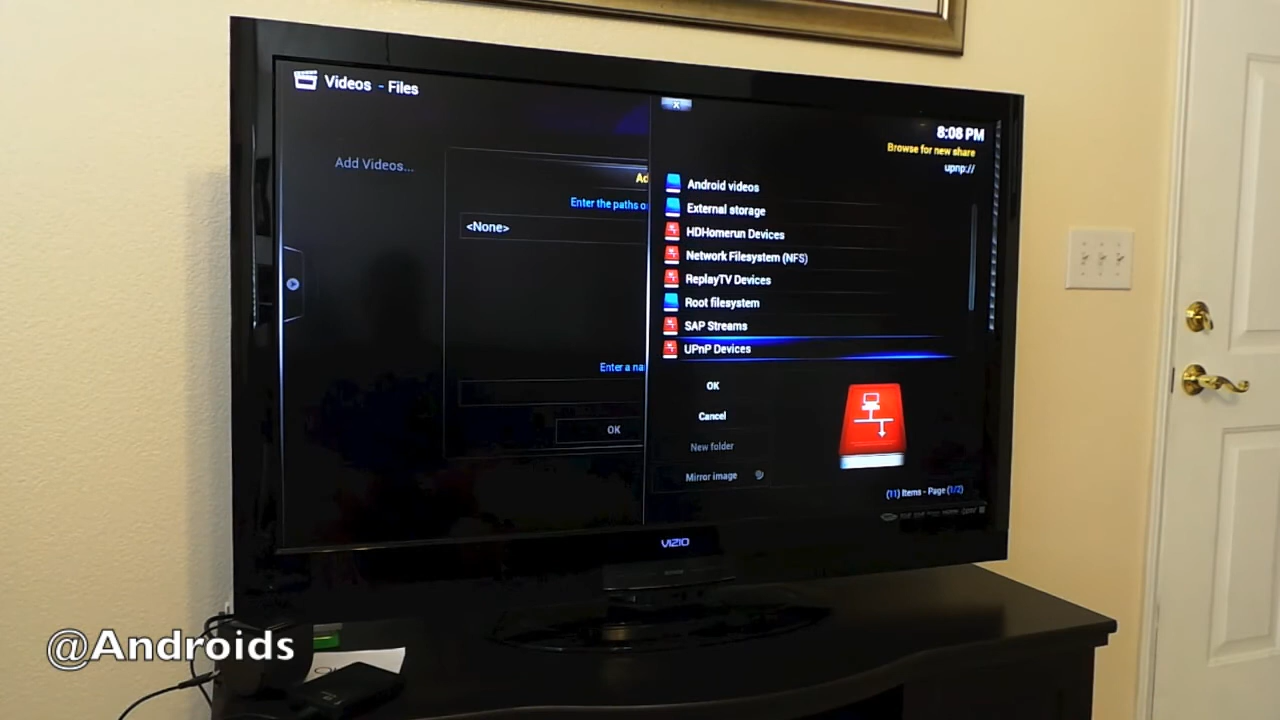 Videos - Files
8:08 PM
Browse for new share
upnp://
Add Videos...
Enter the paths o
<None>
Enter a na
OK
Android videos
External storage
HDHomerun Devices
Network Filesystem (NFS)
ReplayTV Devices
Root filesystem
SAP Streams
UPnP Devices
OK
Cancel
New folder
Mirror image
(11) Items - Page (1/2)
VIZIO
@Androids